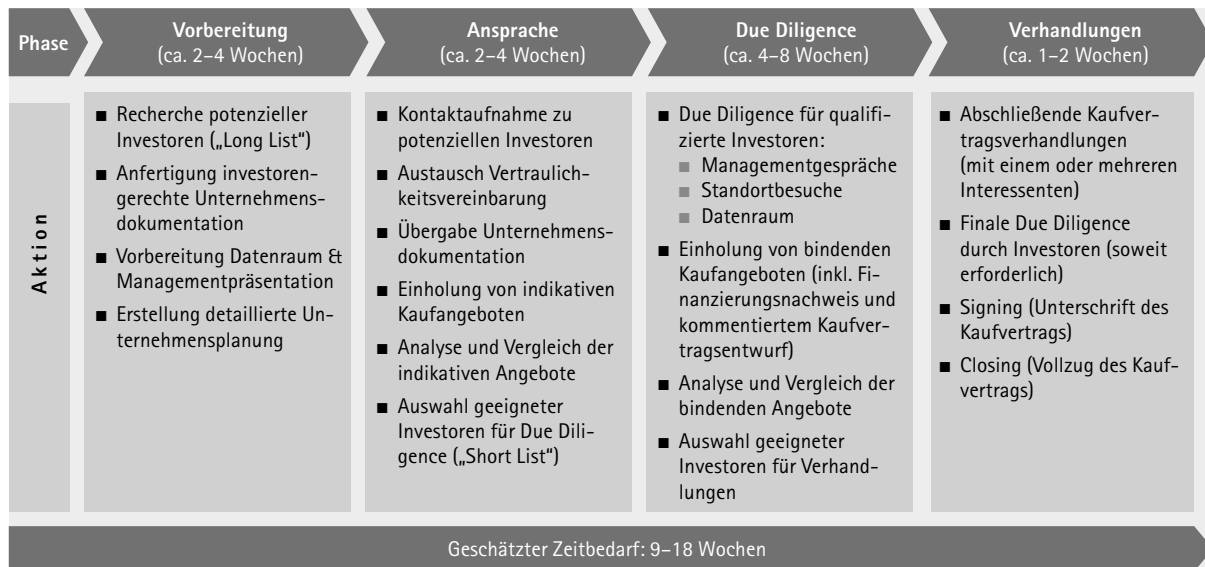 Phase
Vorbereitung
(ca. 2–4 Wochen)
Ansprache
(ca. 2–4 Wochen)
Due Diligence
(ca. 4–8 Wochen)
Verhandlungen
(ca. 1–2 Wochen)
Aktion
■ Recherche potenzieller
Investoren („Long List“)
■ Anfertigung investoren-
gerechte Unternehmens-
dokumentation
■ Vorbereitung Datenraum &
Managementpräsentation
■ Erstellung detaillierte Un-
ternehmensplanung
■ Kontaktaufnahme zu
potenziellen Investoren
■ Austausch Vertraulich-
keitsvereinbarung
■ Übergabe Unternehmens-
dokumentation
■ Einholung von indikativen
Kaufangeboten
■ Analyse und Vergleich der
indikativen Angebote
■ Auswahl geeigneter
Investoren für Due Dili-
gence („Short List“)
■ Due Diligence für qualifi-
zierte Investoren:
■ Managementgespräche
■ Standortbesuche
■ Datenraum
■ Einholung von bindenden
Kaufangeboten (inkl. Fi-
nanzierungsnachweis und
kommentiertem Kaufver-
tragsentwurf)
■ Analyse und Vergleich der
bindenden Angebote
■ Auswahl geeigneter
Investoren für Verhand-
lungen
■ Abschließende Kaufver-
tragsverhandlungen
(mit einem oder mehreren
Interessenten)
■ Finale Due Diligence
durch Investoren (soweit
erforderlich)
■ Signing (Unterschrift des
Kaufvertrags)
■ Closing (Vollzug des Kauf-
vertrags)
Geschätzter Zeitbedarf: 9–18 Wochen